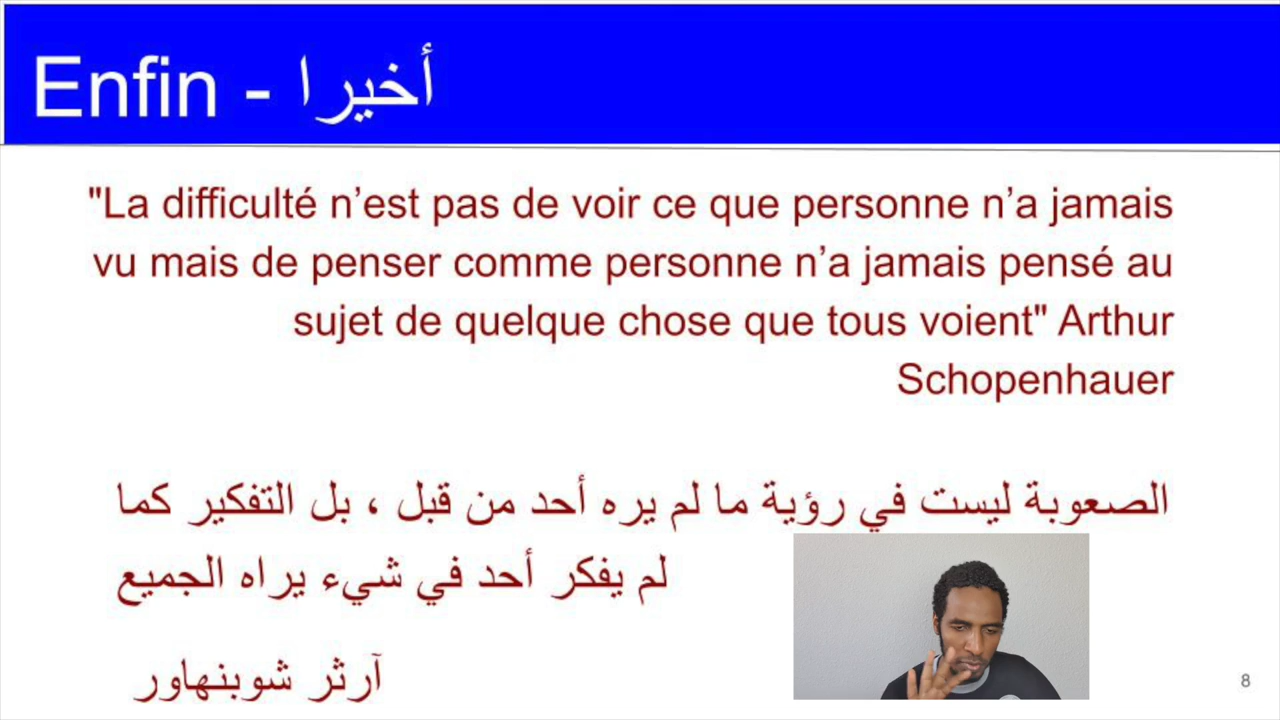 Enfin - أخيرا
"La difficulté n’est pas de voir ce que personne n’a jamais
vu mais de penser comme personne n’a jamais pensé au
sujet de quelque chose que tous voient" Arthur
Schopenhauer
الصعوبة ليست في رؤية ما لم يره أحد من قبل ، بل التفكير كما
لم يفكر أحد في شيء يراه الجميع
آرثر شوبنهاور
8